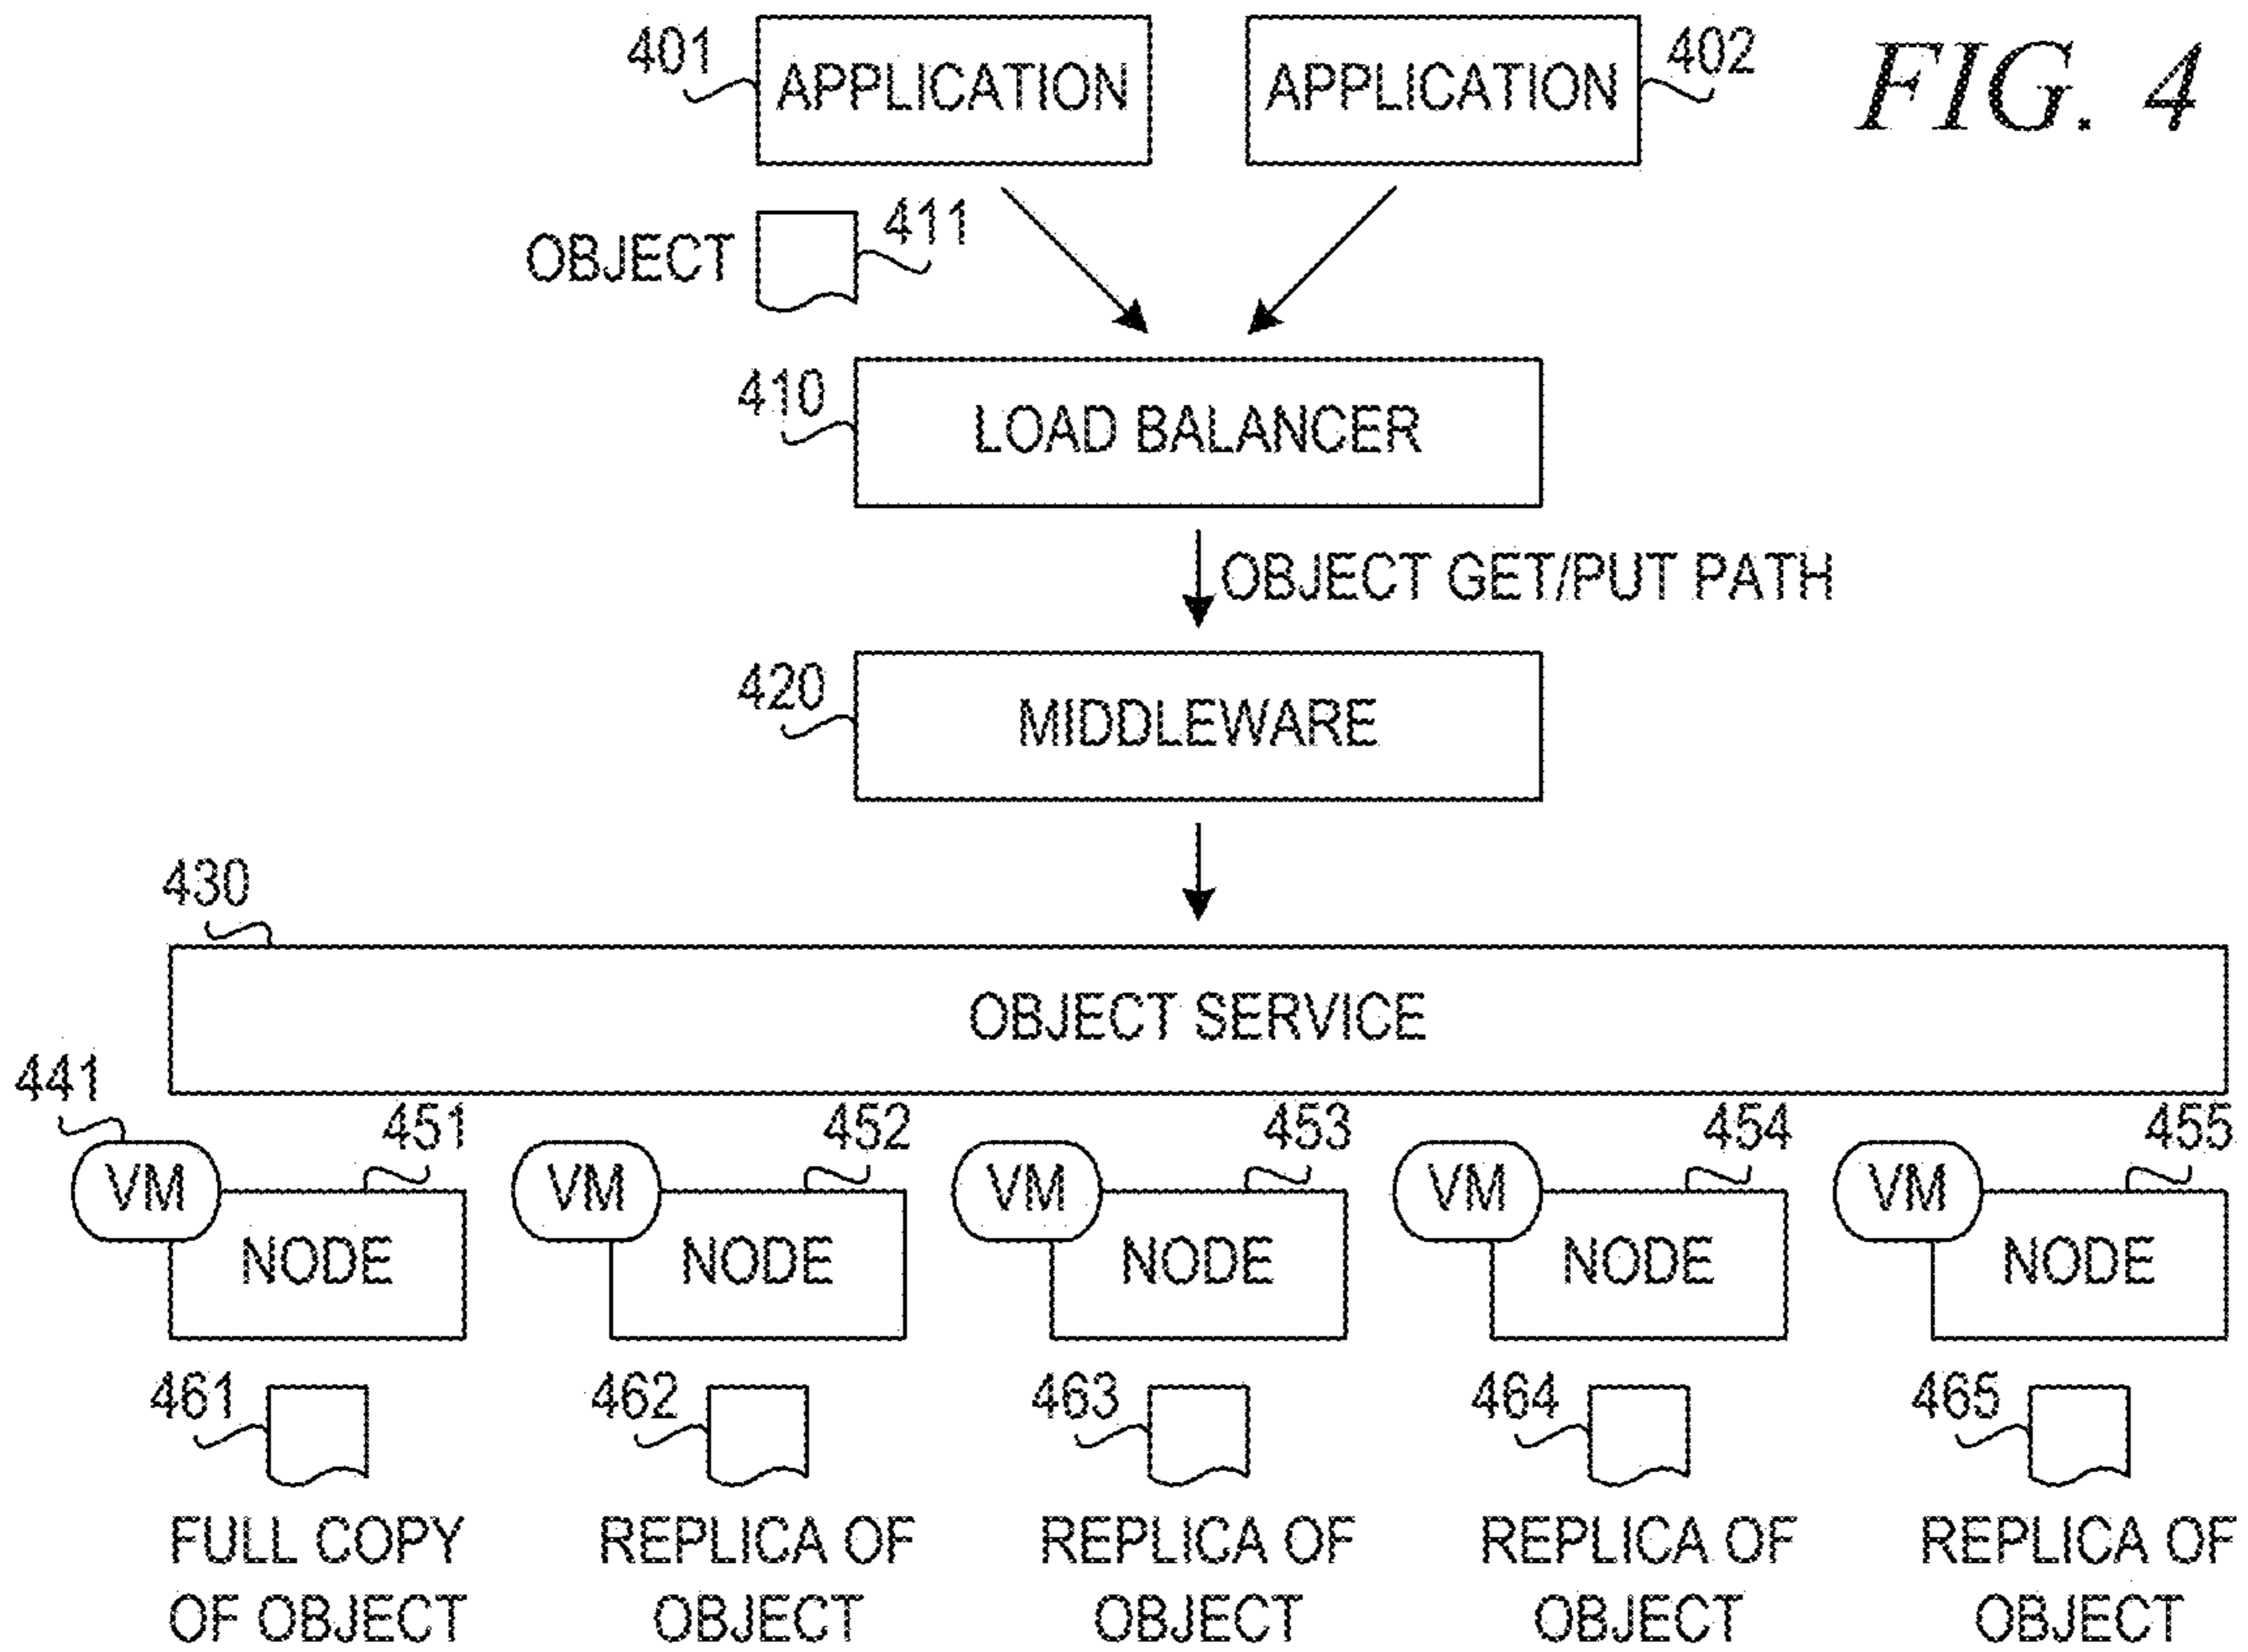 401
APPLICATION
APPLICATION
402
FIG. 4
OBJECT
411
410
LOAD BALANCER
OBJECT GET/PUT PATH
420
MIDDLEWARE
430
OBJECT SERVICE
441
451
452
453
454
455
VM
VM
VM
VM
VM
NODE
NODE
NODE
NODE
NODE
461
462
463
464
465
FULL COPY
OF OBJECT
REPLICA OF
OBJECT
REPLICA OF
OBJECT
REPLICA OF
OBJECT
REPLICA OF
OBJECT